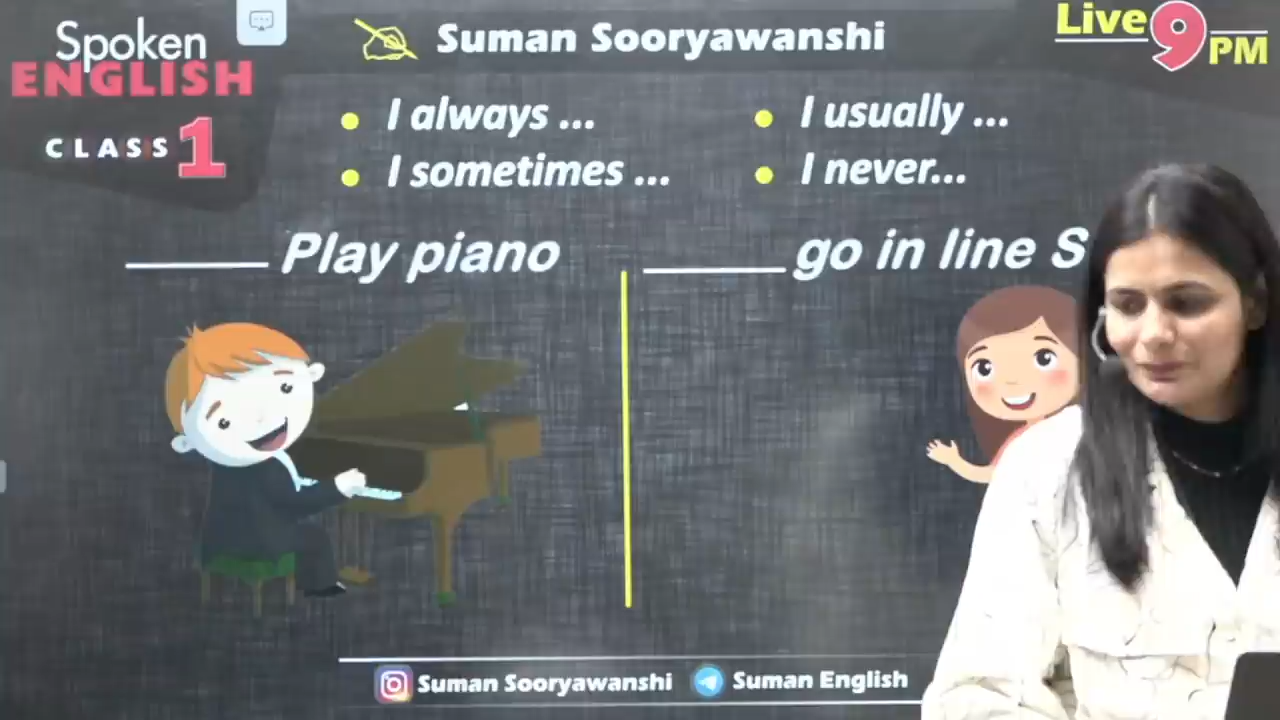 Spoken
ENGLISH
CLASS 1
Suman Sooryawanshi
Live 9 PM
I always ...
I usually ...
I sometimes ...
I never...
Play piano
go in line S
Suman Sooryawanshi
Suman English